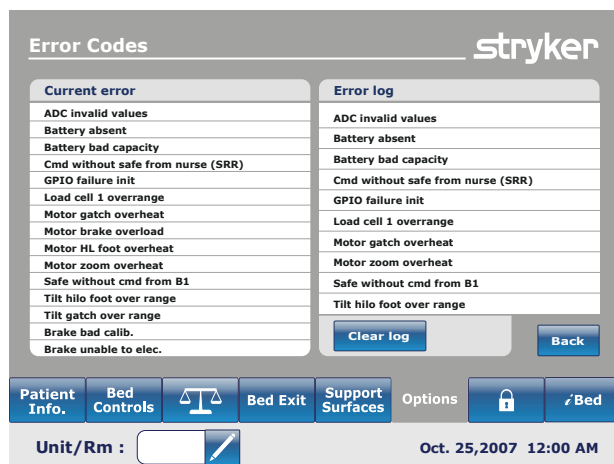 Error Codes
stryker
Current error
ADC invalid values
Battery absent
Battery bad capacity
Cmd without safe from nurse (SRR)
GPIO failure init
Load cell 1 overrange
Motor gatch overheat
Motor brake overload
Motor HL foot overheat
Motor zoom overheat
Safe without cmd from B1
Tilt hilo foot over range
Tilt gatch over range
Brake bad calib.
Brake unable to elec.
Error log
ADC invalid values
Battery absent
Battery bad capacity
Cmd without safe from nurse (SRR)
GPIO failure init
Load cell 1 overrange
Motor gatch overheat
Motor zoom overheat
Safe without cmd from B1
Tilt hilo foot over range
Clear log
Back
Patient
Info.
Bed
Controls
Bed Exit
Support
Surfaces
Options
iBed
Unit/Rm :
Oct. 25,2007 12:00 AM